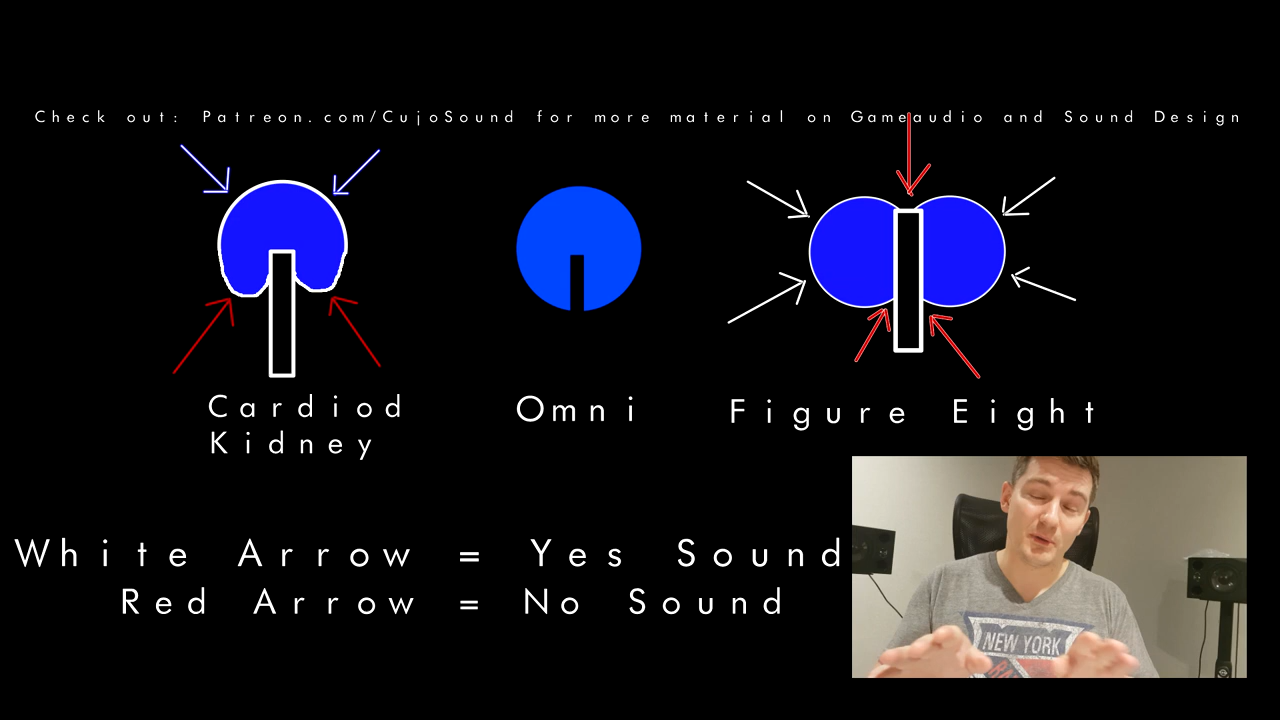 Check out: Patreon.com/CujoSound for more material on Gameaudio and Sound Design
Cardiod
Kidney
Omni
Figure Eight
White Arrow = Yes Sound
Red Arrow = No Sound
NEW YORK